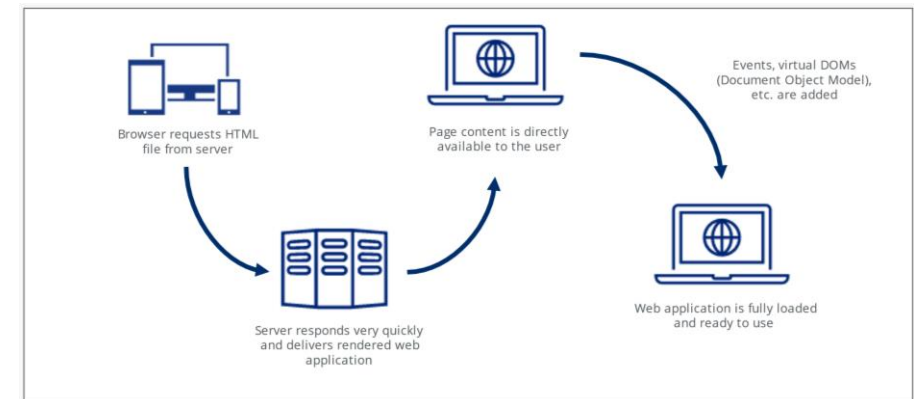 Browser requests HTML
file from server
Server responds very quickly
and delivers rendered web
application
Page content is directly
available to the user
Events, virtual DOMs
(Document Object Model),
etc. are added
Web application is fully loaded
and ready to use